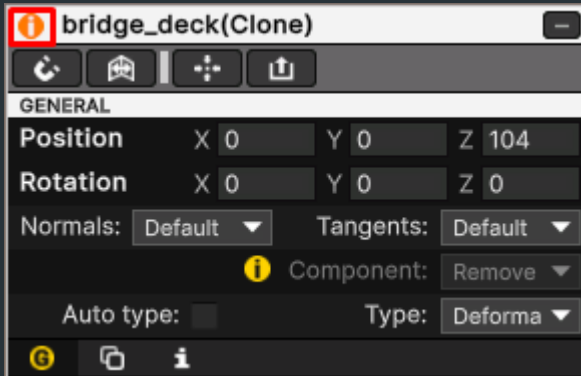 bridge_deck(Clone)
GENERAL
Position X 0 Y 0 Z 104
Rotation X 0 Y 0 Z 0
Normals: Default Tangents: Default
Component: Remove
Auto type: Type: Deforma
G